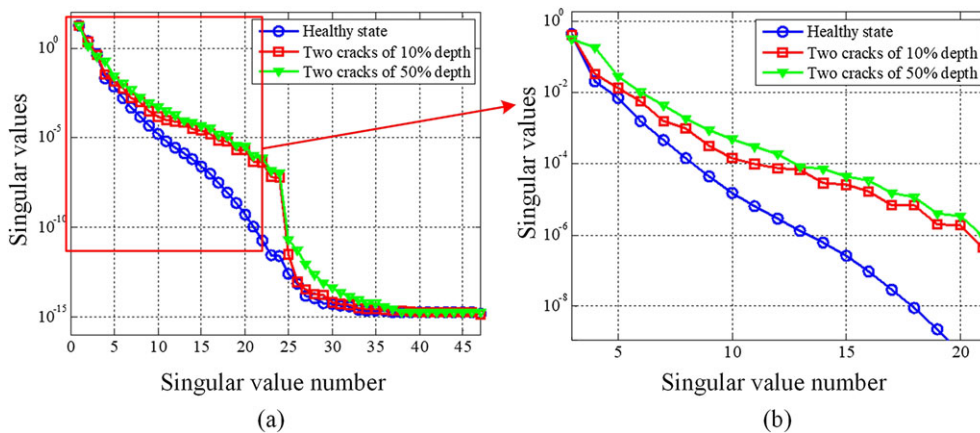 10^0
10^-5
10^-10
10^-15
Singular values
0 5 10 15 20 25 30 35 40 45
Singular value number
Healthy state
Two cracks of 10% depth
Two cracks of 50% depth
(a)
10^0
10^-2
10^-4
10^-6
10^-8
Singular values
5 10 15 20
Singular value number
Healthy state
Two cracks of 10% depth
Two cracks of 50% depth
(b)